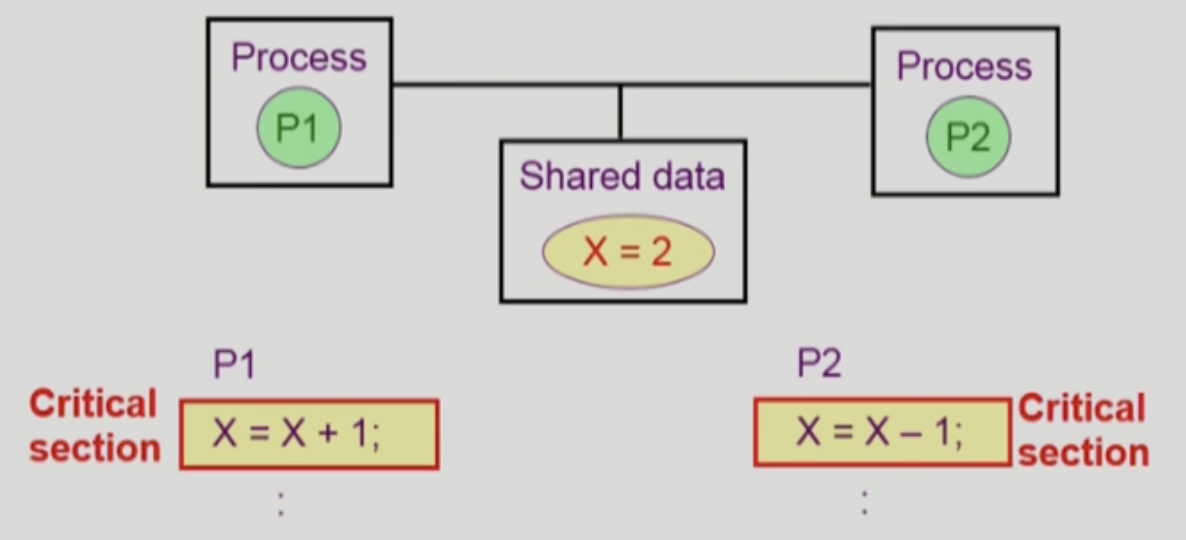 Process
P1
Process
P2
Shared data
X = 2
P1
P2
Critical
section
X = X + 1;
X = X – 1;
Critical
section
:
: